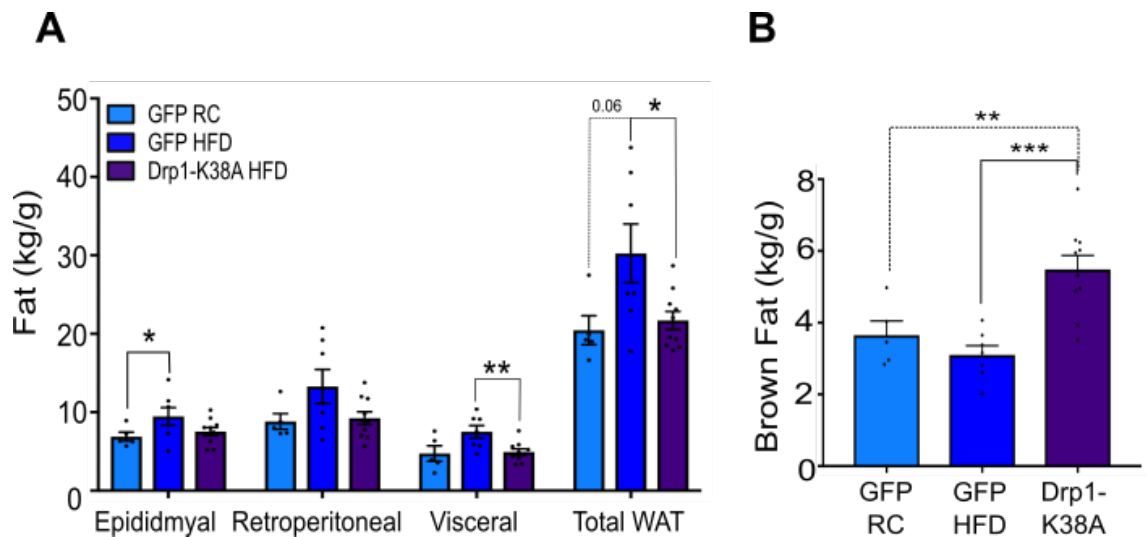 A
B
Fat (kg/g)
50
40
30
20
10
0
GFP RC
GFP HFD
Drp1-K38A HFD
*
**
0.06
*
Epididmyal
Retroperitoneal
Visceral
Total WAT
Brown Fat (kg/g)
8
6
4
2
0
**
***
GFP
RC
GFP
HFD
Drp1-
K38A